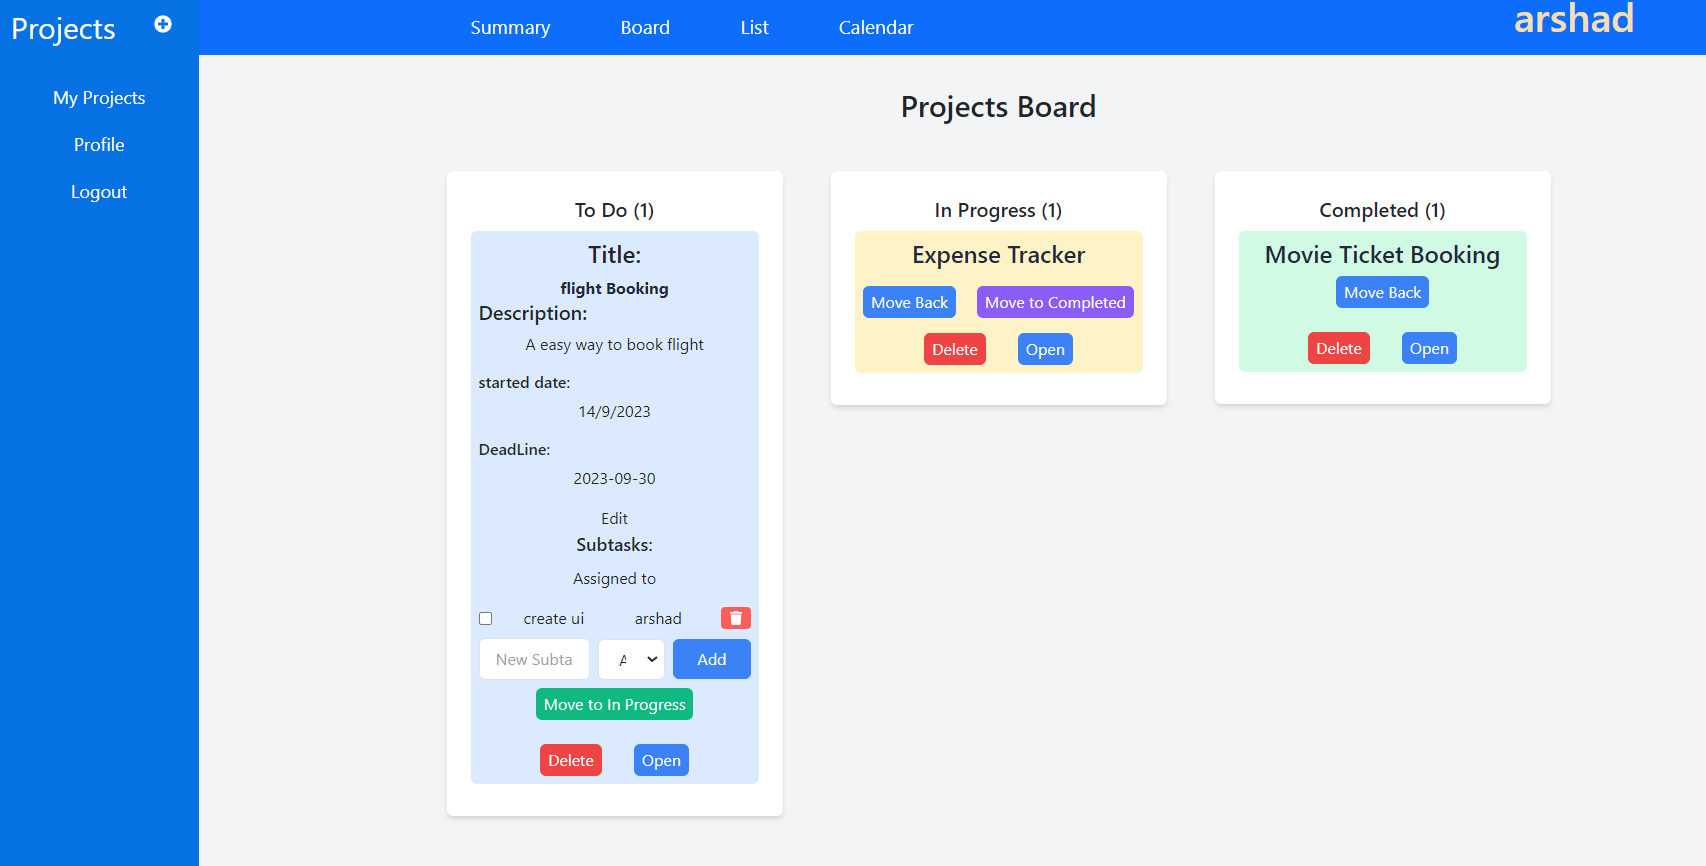 Projects
My Projects
Profile
Logout
Summary Board List Calendar
arshad
Projects Board
To Do (1)
Title:
flight Booking
Description:
A easy way to book flight
started date:
14/9/2023
DeadLine:
2023-09-30
Edit
Subtasks:
Assigned to
create ui arshad
New Subta Add
Move to In Progress
Delete Open
In Progress (1)
Expense Tracker
Move Back Move to Completed
Delete Open
Completed (1)
Movie Ticket Booking
Move Back
Delete Open